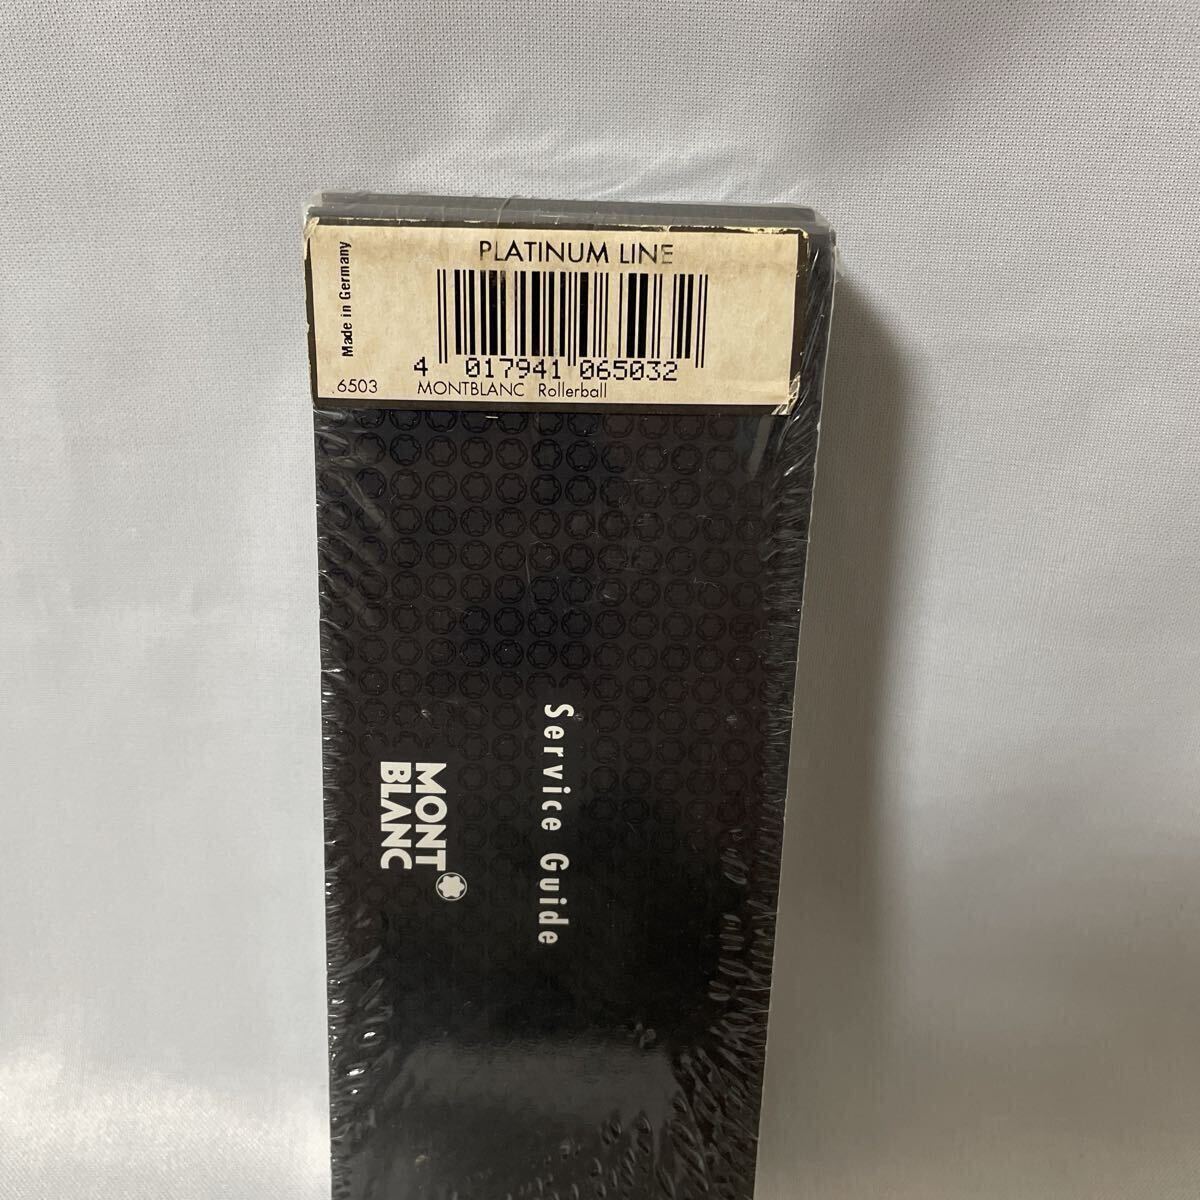 PLATINUM LINE
Made in Germany
4 017941 065032
.6503 MONTBLANC Rollerball
Service Guide
MONT
BLANC